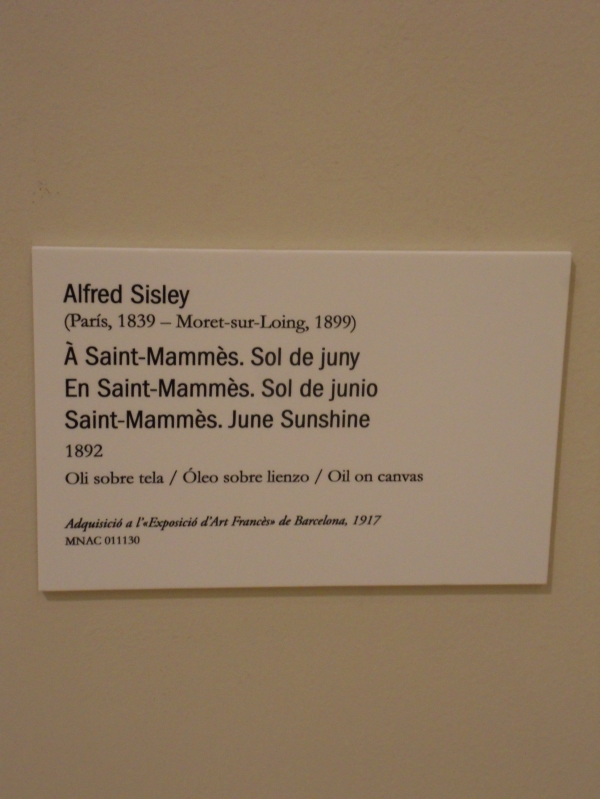 Alfred Sisley
(París, 1839 – Moret-sur-Loing, 1899)
À Saint-Mammès. Sol de juny
En Saint-Mammès. Sol de junio
Saint-Mammès. June Sunshine
1892
Oli sobre tela / Óleo sobre lienzo / Oil on canvas
Adquisició a l'«Exposició d'Art Francès» de Barcelona, 1917
MNAC 011130